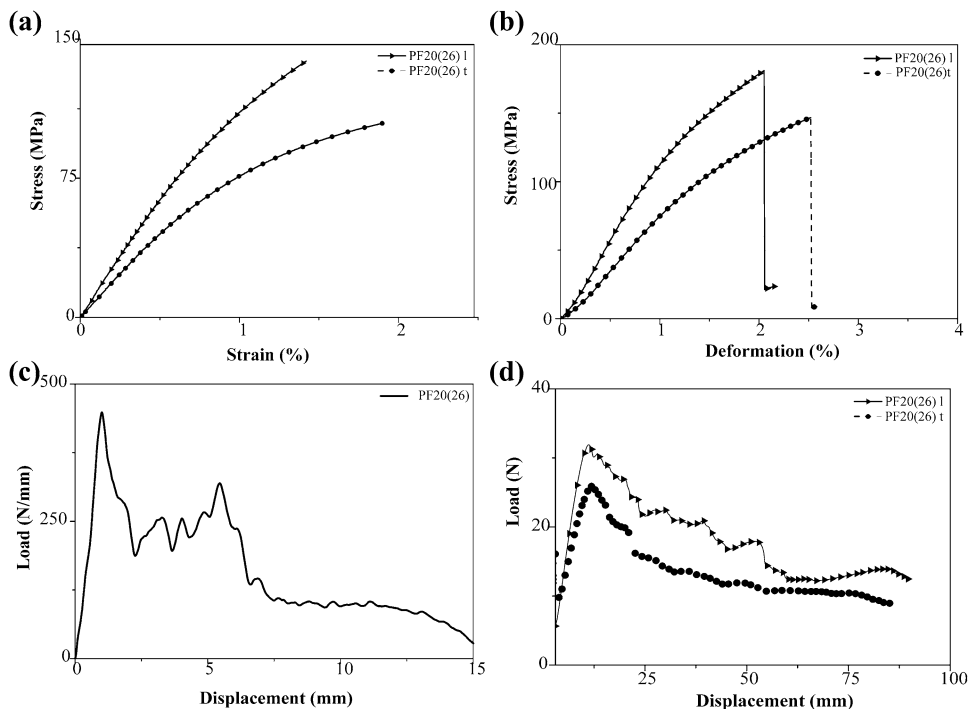 (a)
150
75
0
Stress (MPa)
PF20(26) l
PF20(26) t
0
1
2
Strain (%)
(b)
200
100
0
Stress (MPa)
PF20(26) l
PF20(26)t
0
1
2
3
4
Deformation (%)
(c)
500
250
0
Load (N/mm)
PF20(26)
0
5
10
15
Displacement (mm)
(d)
40
20
0
Load (N)
PF20(26) l
PF20(26) t
25
50
75
100
Displacement (mm)